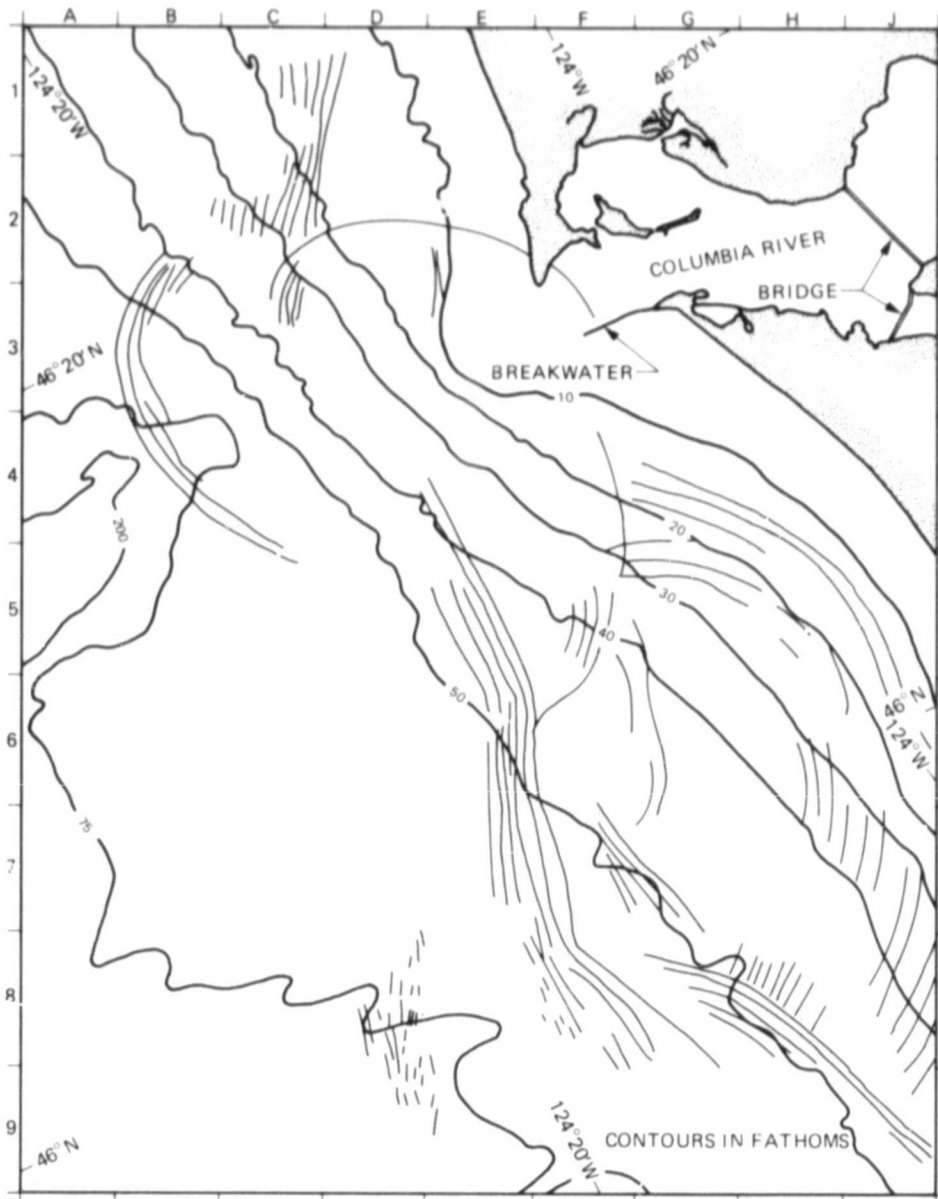 A B C D E F G H J
1
2
3
4
5
6
7
8
9
124°20'W
124°W
46°20'N
COLUMBIA RIVER
BRIDGE
BREAKWATER
46°20'N
10
20
30
40
50
200
75
46°N
124°W
46°N
124°20'W
CONTOURS IN FATHOMS